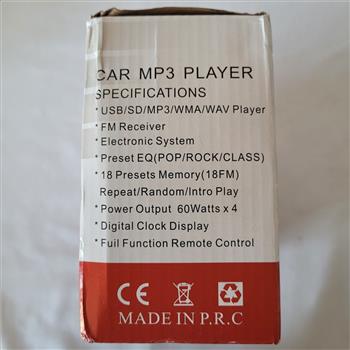 CAR MP3 PLAYER
SPECIFICATIONS
*USB/SD/MP3/WMA/WAV Player
*FM Receiver
*Electronic System
*Preset EQ(POP/ROCK/CLASS)
*18 Presets Memory(18FM)
Repeat/Random/Intro Play
*Power Output 60Watts x 4
*Digital Clock Display
*Full Function Remote Control
CE
MADE IN P.R.C